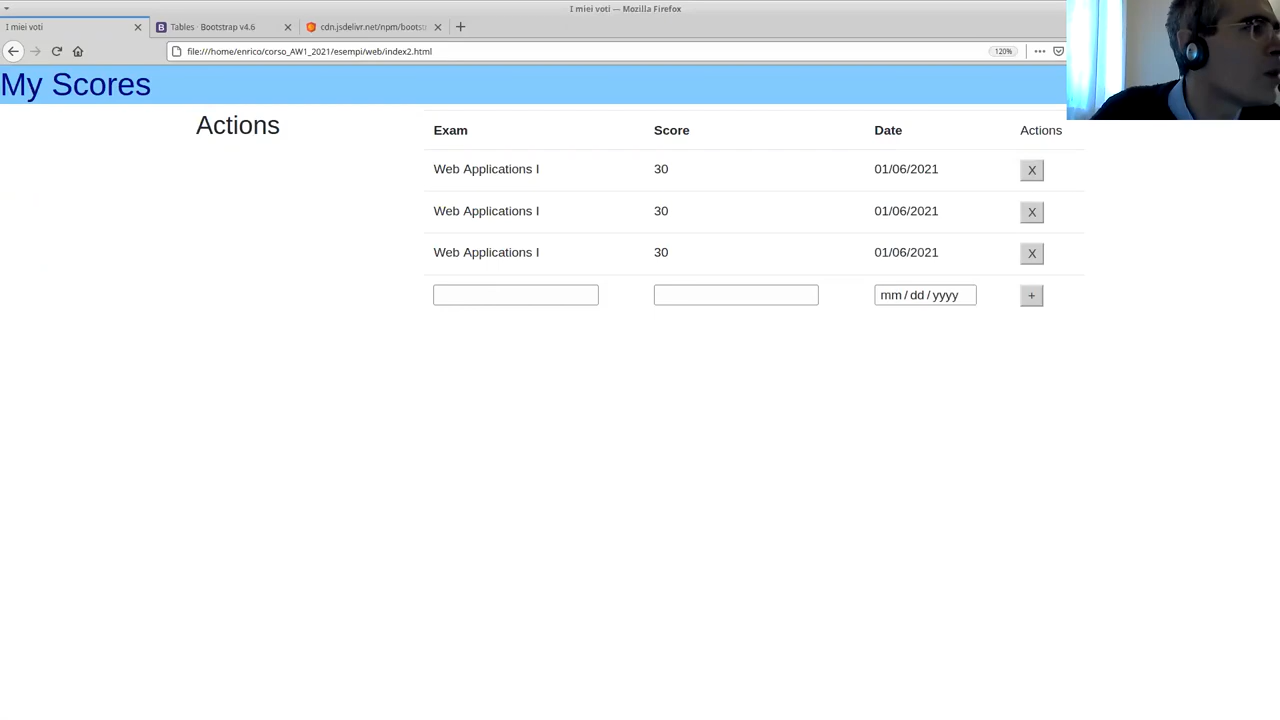 I miei voti — Mozilla Firefox
I miei voti
Tables · Bootstrap v4.6
cdn.jsdelivr.net/npm/bootstr
file:///home/enrico/corso_AW1_2021/esempi/web/index2.html
120%
My Scores
Actions
Exam Score Date Actions
Web Applications I 30 01/06/2021 X
Web Applications I 30 01/06/2021 X
Web Applications I 30 01/06/2021 X
mm / dd / yyyy +